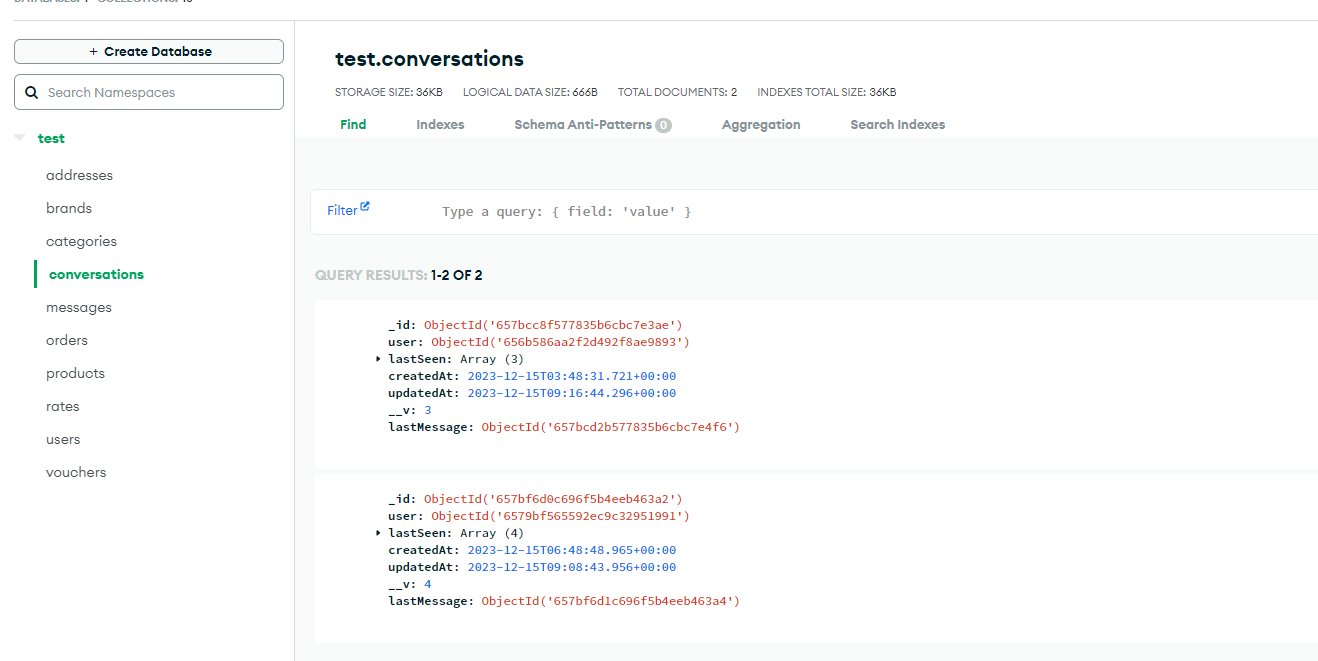 + Create Database
Search Namespaces
test
addresses
brands
categories
conversations
messages
orders
products
rates
users
vouchers
test.conversations
STORAGE SIZE: 36KB LOGICAL DATA SIZE: 666B TOTAL DOCUMENTS: 2 INDEXES TOTAL SIZE: 36KB
Find Indexes Schema Anti-Patterns 0 Aggregation Search Indexes
Filter Type a query: { field: 'value' }
QUERY RESULTS: 1-2 OF 2
_id: ObjectId('657bcc8f577835b6cbc7e3ae')
user: ObjectId('656b586aa2f2d492f8ae9893')
lastSeen: Array (3)
createdAt: 2023-12-15T03:48:31.721+00:00
updatedAt: 2023-12-15T09:16:44.296+00:00
__v: 3
lastMessage: ObjectId('657bcd2b577835b6cbc7e4f6')
_id: ObjectId('657bf6d0c696f5b4eeb463a2')
user: ObjectId('6579bf565592ec9c32951991')
lastSeen: Array (4)
createdAt: 2023-12-15T06:48:48.965+00:00
updatedAt: 2023-12-15T09:08:43.956+00:00
__v: 4
lastMessage: ObjectId('657bf6d1c696f5b4eeb463a4')